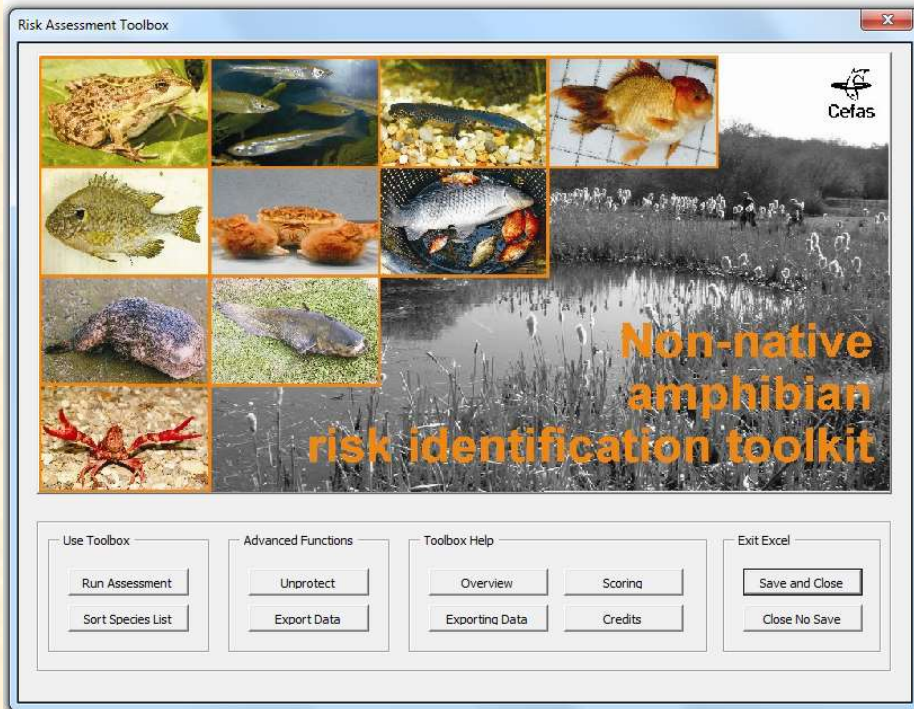 Risk Assessment Toolbox
Cefas
Non-native
amphibian
risk identification toolkit
Use Toolbox
Run Assessment
Sort Species List
Advanced Functions
Unprotect
Export Data
Toolbox Help
Overview
Scoring
Exporting Data
Credits
Exit Excel
Save and Close
Close No Save